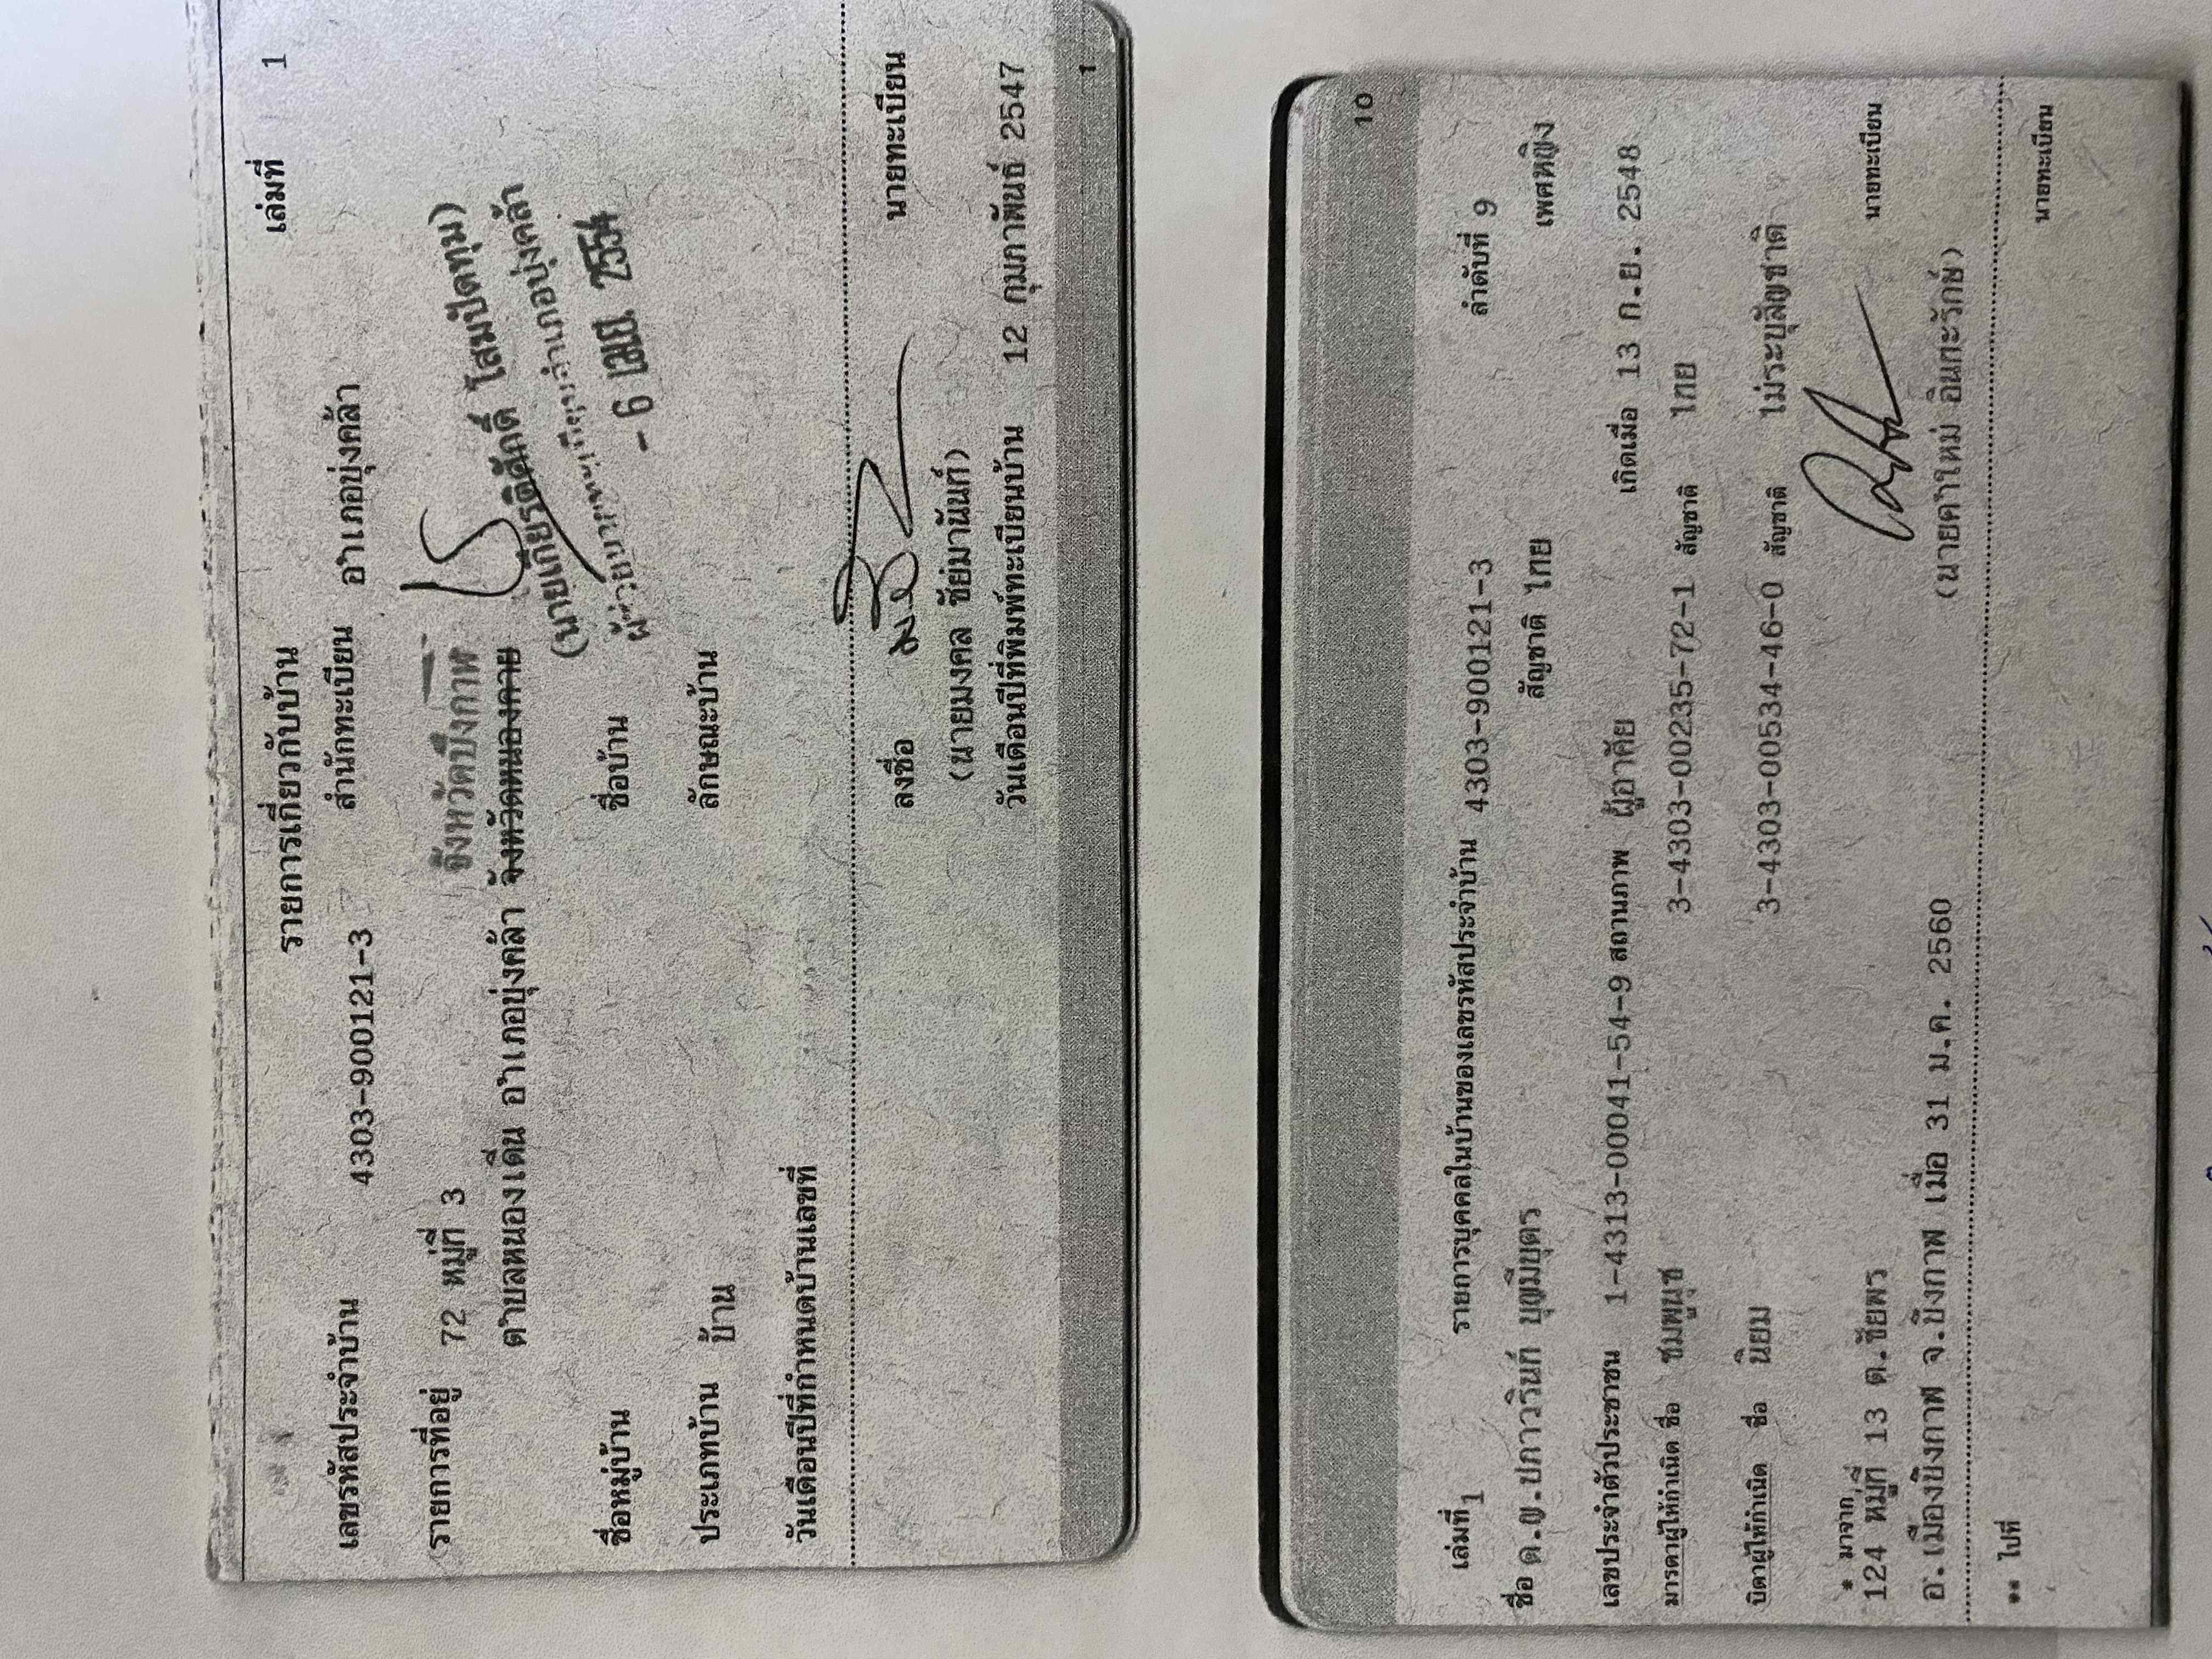 เล่มที่ 1
รายการเกี่ยวกับบ้าน
เลขรหัสประจำบ้าน 4303-900121-3 สำนักทะเบียน อำเภอบุ่งคล้า
รายการที่อยู่ 72 หมู่ที่ 3 จังหวัดบึงกาฬ
ตำบลหนองเดิ่น อำเภอบุ่งคล้า จังหวัดหนองคาย
(นายเกียรติศักดิ์ โสมปัดทุม)
ผู้ช่วยนายทะเบียนอำเภอบุ่งคล้า
- 6 เมย. 2554
ชื่อหมู่บ้าน ชื่อบ้าน
ประเภทบ้าน บ้าน ลักษณะบ้าน
วันเดือนปีที่กำหนดบ้านเลขที่
ลงชื่อ นายทะเบียน
(นายมงคล ชัยมานันท์)
วันเดือนปีที่พิมพ์ทะเบียนบ้าน 12 กุมภาพันธ์ 2547
1
10
เล่มที่ 1 รายการบุคคลในบ้านของเลขรหัสประจำบ้าน 4303-900121-3 ลำดับที่ 9
ชื่อ ด.ญ.ปภาวรินท์ บุญมีบุตร สัญชาติ ไทย เพศหญิง
เลขประจำตัวประชาชน 1-4313-00041-54-9 สถานภาพ ผู้อาศัย เกิดเมื่อ 13 ก.ย. 2548
มารดาผู้ให้กำเนิด ชื่อ ชมพูนุช 3-4303-00235-72-1 สัญชาติ ไทย
บิดาผู้ให้กำเนิด ชื่อ นิยม 3-4303-00534-46-0 สัญชาติ ไม่ระบุสัญชาติ
* มาจาก
124 หมู่ที่ 13 ต.ชัยพร
อ.เมืองบึงกาฬ จ.บึงกาฬ เมื่อ 31 ม.ค. 2560
นายทะเบียน
(นายคำใหม่ อินทะรักษ์)
** ไปที่
นายทะเบียน